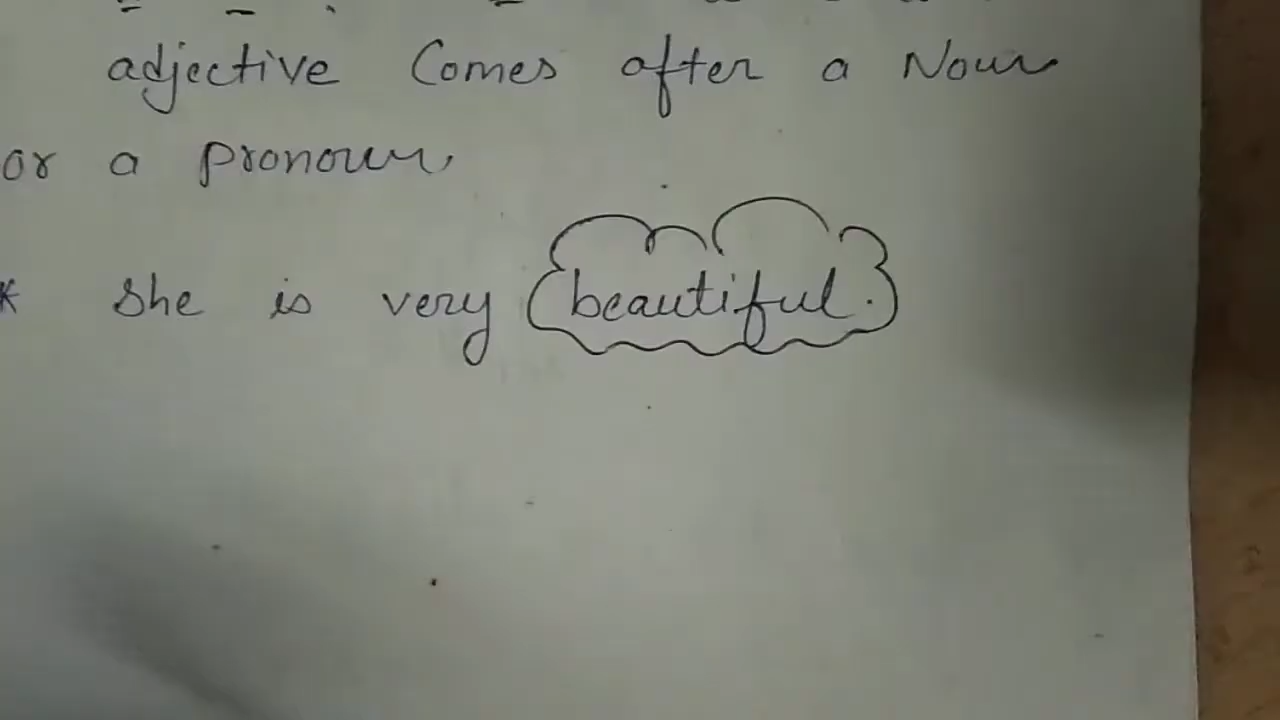 adjective Comes after a Noun
or a pronoun.
* She is very beautiful.